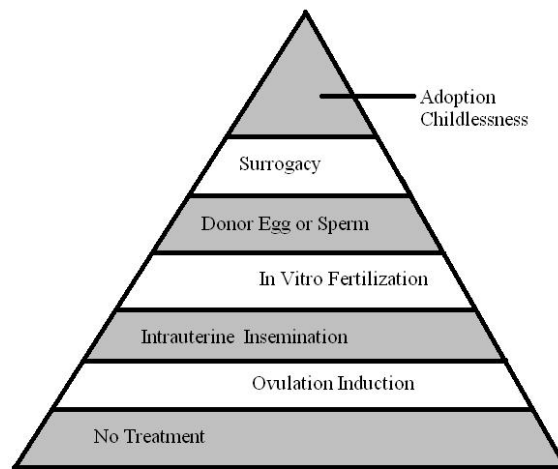 Adoption
Childlessness
Surrogacy
Donor Egg or Sperm
In Vitro Fertilization
Intrauterine Insemination
Ovulation Induction
No Treatment